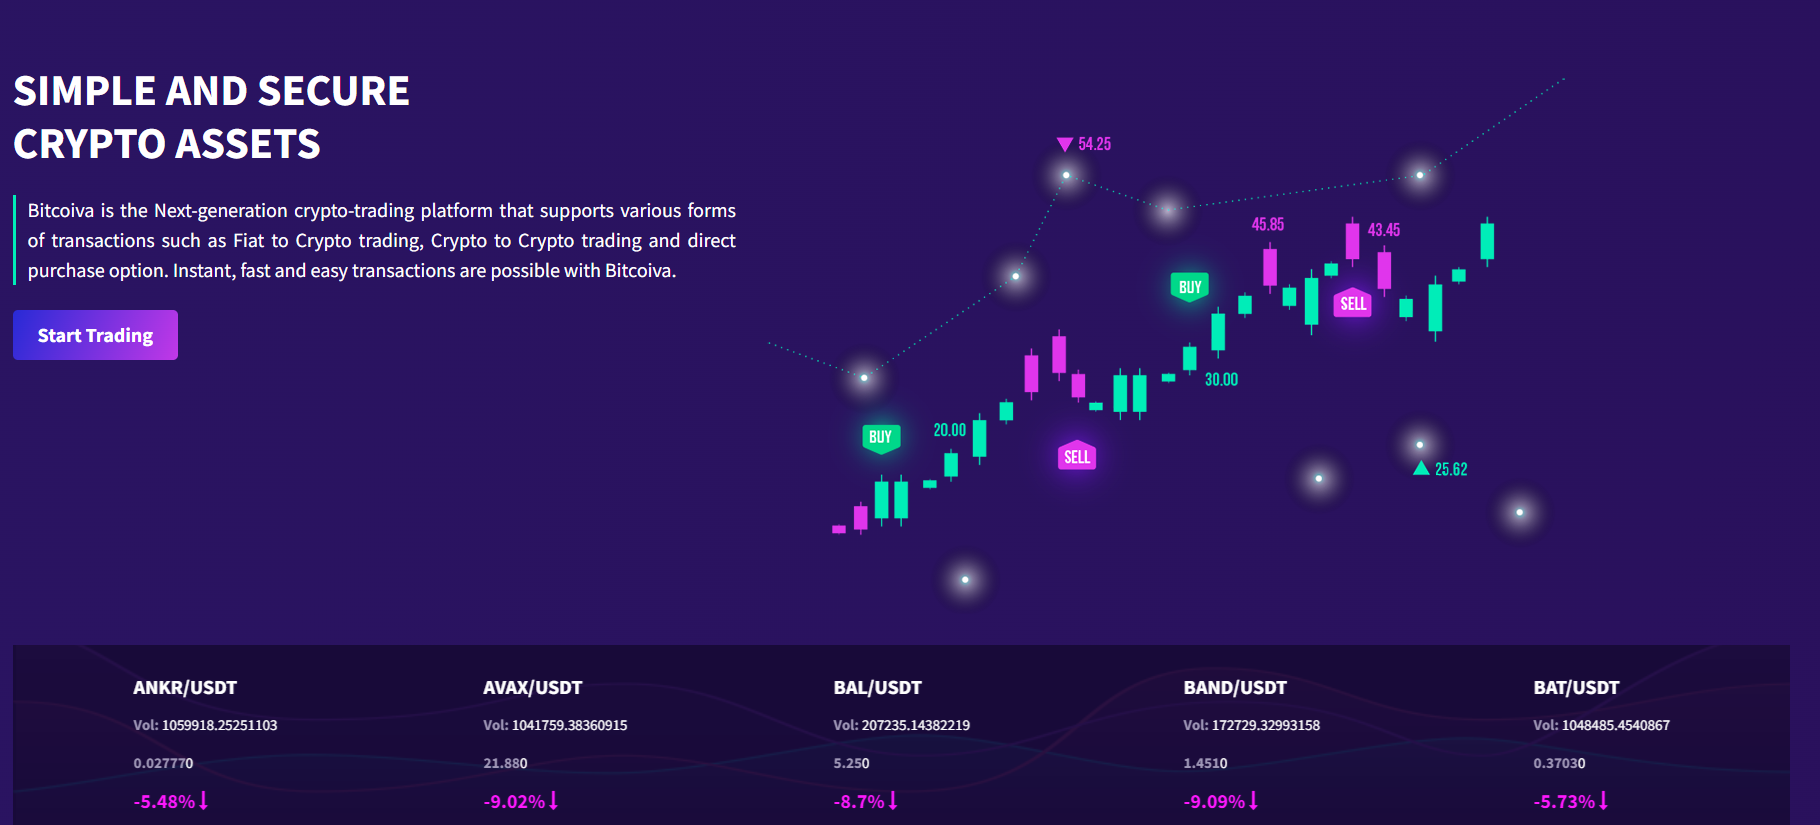 SIMPLE AND SECURE
CRYPTO ASSETS
Bitcoiva is the Next-generation crypto-trading platform that supports various forms
of transactions such as Fiat to Crypto trading, Crypto to Crypto trading and direct
purchase option. Instant, fast and easy transactions are possible with Bitcoiva.
Start Trading
54.25
45.85
43.45
BUY
SELL
30.00
BUY
20.00
SELL
25.62
ANKR/USDT
Vol: 1059918.25251103
0.027770
-5.48%
AVAX/USDT
Vol: 1041759.38360915
21.880
-9.02%
BAL/USDT
Vol: 207235.14382219
5.250
-8.7%
BAND/USDT
Vol: 172729.32993158
1.4510
-9.09%
BAT/USDT
Vol: 1048485.4540867
0.37030
-5.73%